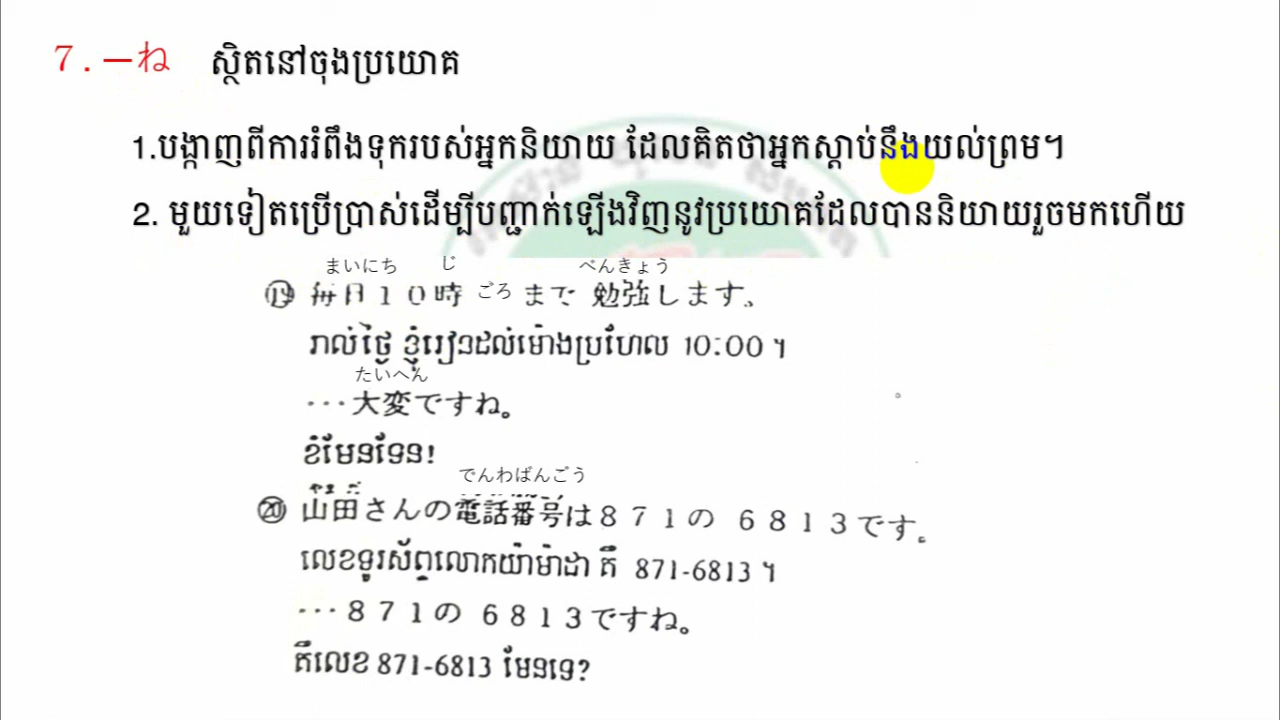 7.ーね ស្ថិតនៅចុងប្រយោគ
1.បង្កាញពីការរំពឹងទុករបស់អ្នកនិយាយ ដែលគិតថាអ្នកស្តាប់នឹងយល់ព្រម។
2. មួយទៀតប្រើប្រាស់ដើម្បីបញ្ជាក់ឡើងវិញនូវប្រយោគដែលបាននិយាយរួចមកហើយ
まいにち じ べんきょう
⑲ 毎日10時 ごろ まで 勉強します。
រាល់ថ្ងៃ ខ្ញុំរៀនដល់ម៉ោងប្រហែល 10:00 ។
たいへん
…大変ですね。
ខំមែនទែន!
でんわばんごう
⑳ 山田さんの電話番号は871の 6813です。
លេខទូរស័ព្ទលោកយ៉ាម៉ាដា គឺ 871-6813 ។
…871の 6813ですね。
គឺលេខ 871-6813 មែនទេ?